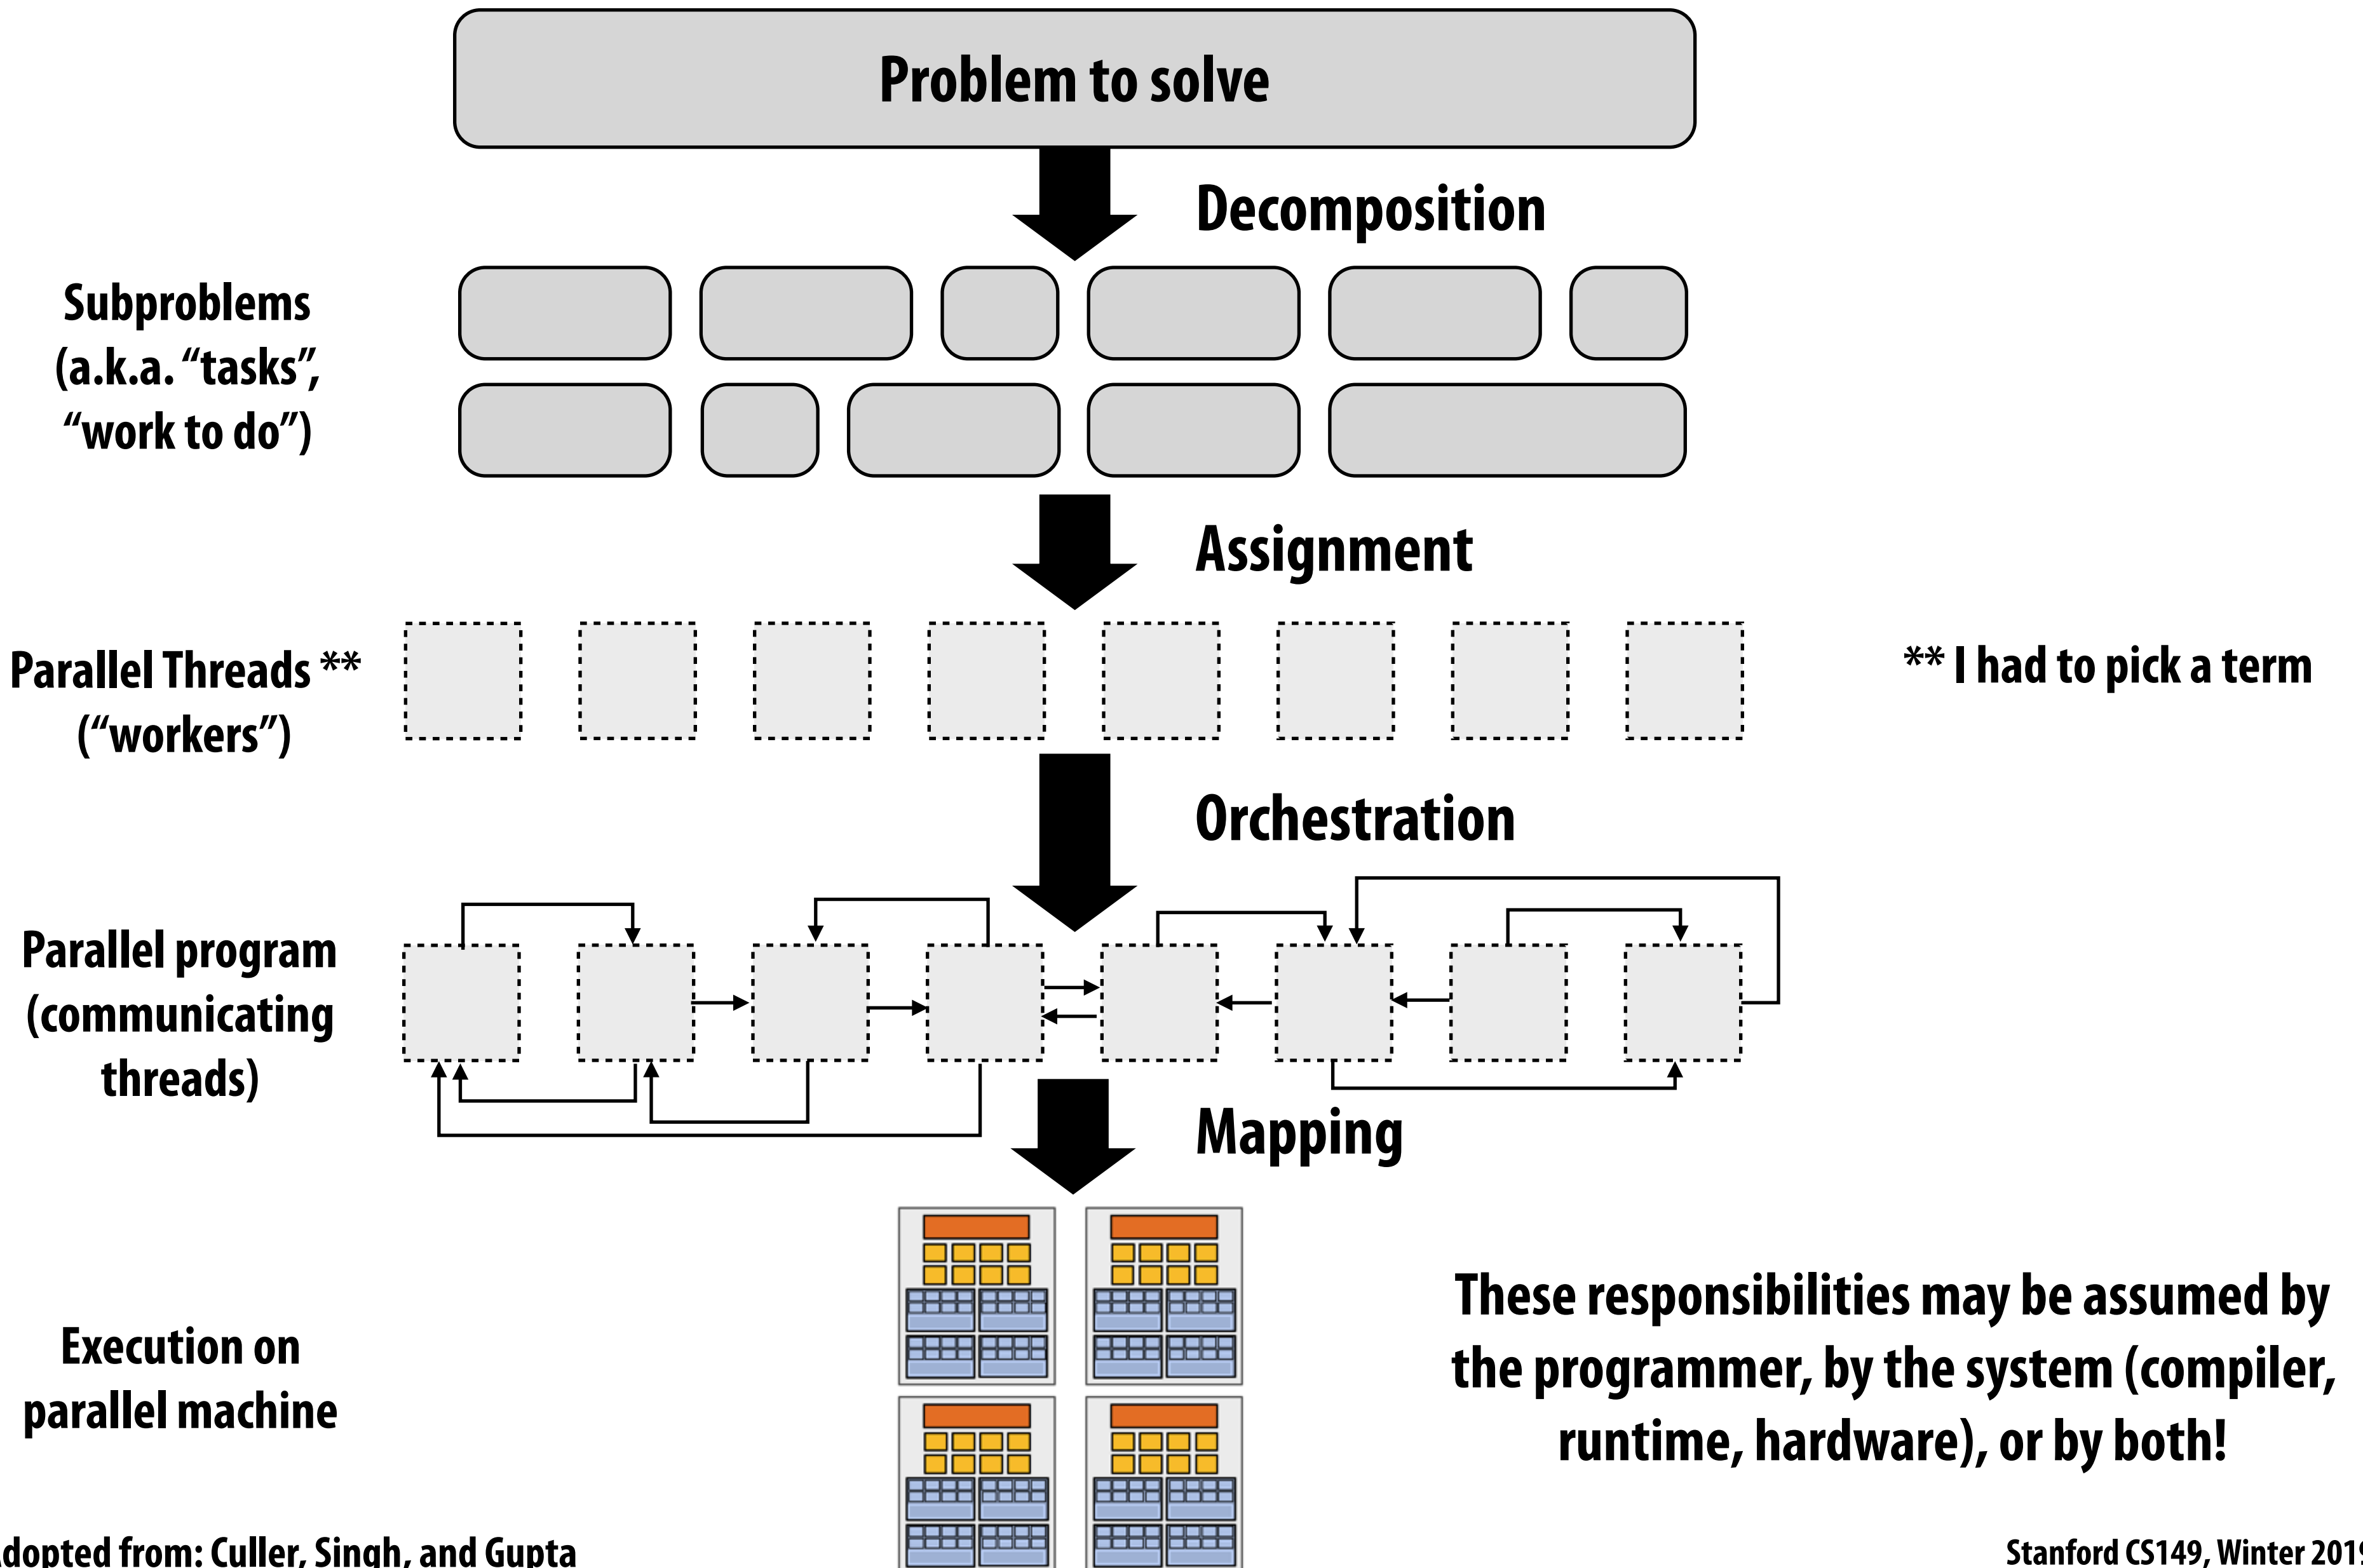 Problem to solve
Decomposition
Subproblems
(a.k.a. “tasks”,
“work to do”)
Assignment
Parallel Threads **
(“workers”)
** I had to pick a term
Orchestration
Parallel program
(communicating
threads)
Mapping
Execution on
parallel machine
These responsibilities may be assumed by
the programmer, by the system (compiler,
runtime, hardware), or by both!
dopted from: Culler, Singh, and Gupta
Stanford CS149, Winter 2019